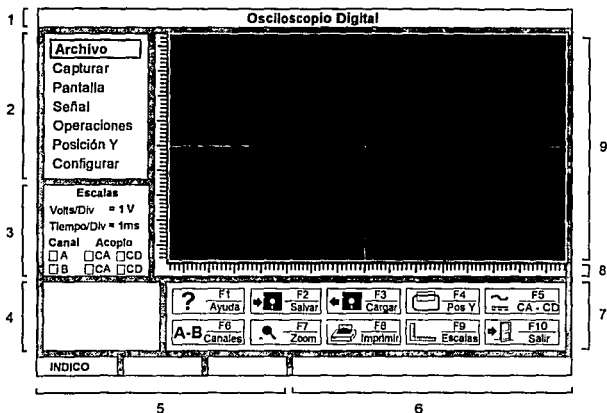 Osciloscopio Digital
1
Archivo
Capturar
Pantalla
Señal
Operaciones
Posición Y
Configurar
2
9
Escalas
Volts/Div = 1 V
Tiempo/Div = 1ms
Canal Acoplo
A CA CD
B CA CD
3
8
? F1 Ayuda
F2 Salvar
F3 Cargar
F4 Pos Y
F5 CA - CD
A-B F6 Canales
F7 Zoom
F8 Imprimir
F9 Escalas
F10 Salir
4
7
INDICO
5 6